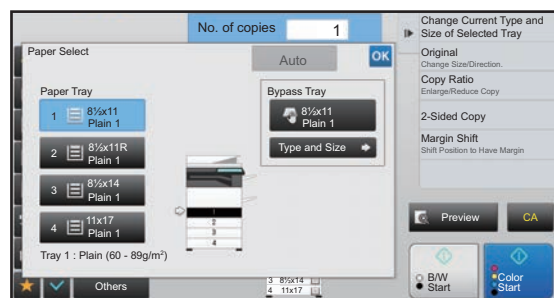 No. of copies 1
Paper Select
Auto
OK
Paper Tray
1 8½x11
Plain 1
2 8½x11R
Plain 1
3 8½x14
Plain 1
4 11x17
Plain 1
Tray 1 : Plain (60 - 89g/m²)
1
2
3
4
Bypass Tray
8½x11
Plain 1
Type and Size
Others
3 8½x14
4 11x17
Change Current Type and
Size of Selected Tray
Original
Change Size/Direction.
Copy Ratio
Enlarge/Reduce Copy
2-Sided Copy
Margin Shift
Shift Position to Have Margin
Preview
CA
B/W
Start
Color
Start